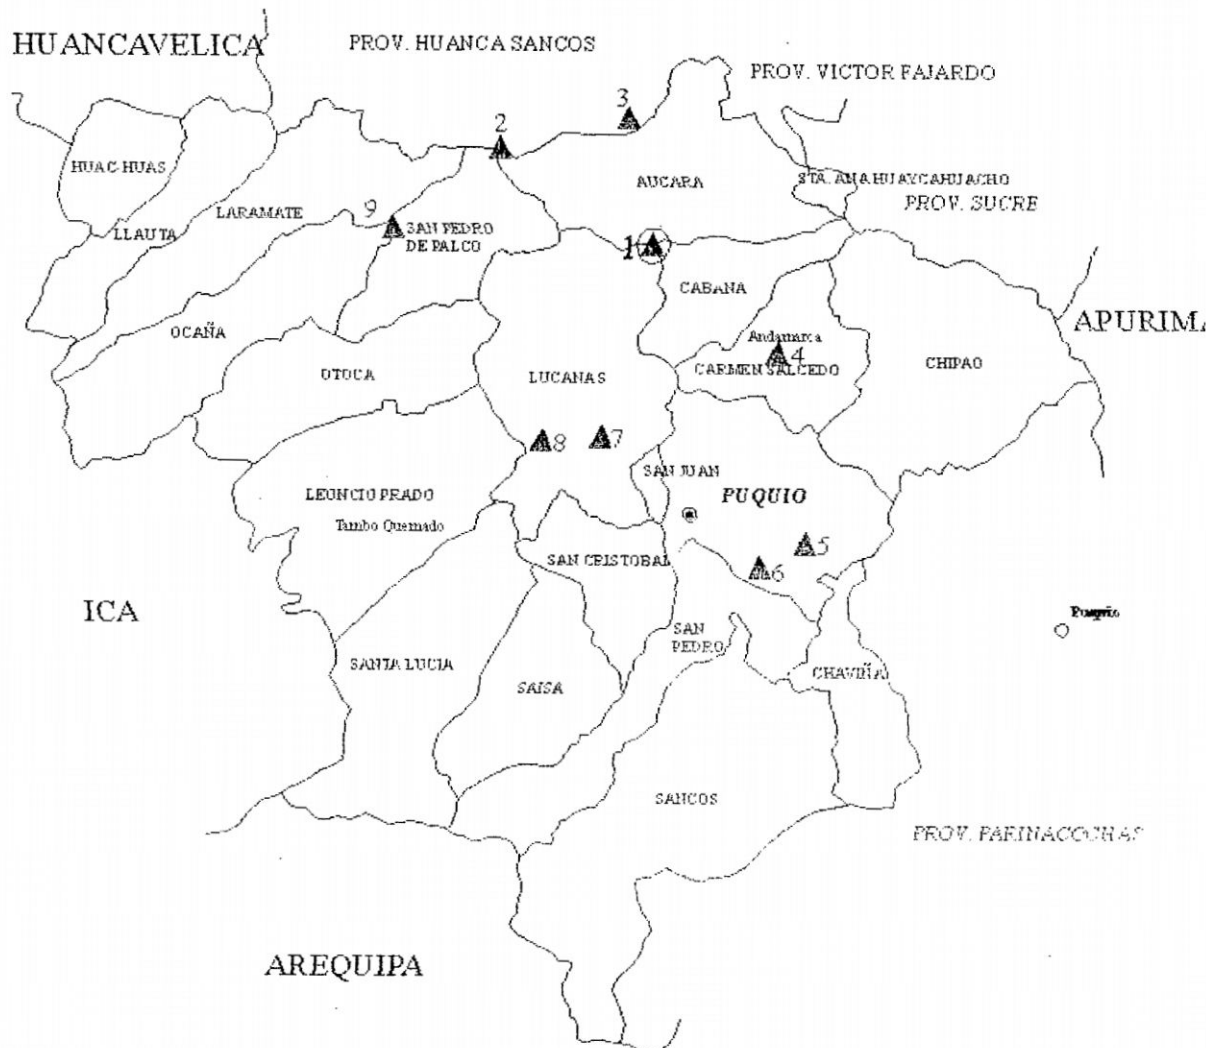 HUANCAVELICA
PROV. HUANCA SANCOS
PROV. VICTOR FAJARDO
3
2
HUAC-HUAS
AUCARA
STA. ANA HUAYCAHUACHO
PROV. SUCRE
LARAMATE
9
LLAUTA
SAN PEDRO
DE PALCO
1
CABANA
APURIMA
OCAÑA
Andamarca
4
CARMEN SALCEDO
CHIPAO
OTOCA
LUCANAS
8
7
SAN JUAN
PUQUIO
LEONCIO PRADO
Tambo Quemado
5
SAN CRISTOBAL
6
ICA
SAN
PEDRO
SANTA LUCIA
CHAVIÑA
SAISA
SANCOS
PROV. PARINACOCHAS
AREQUIPA